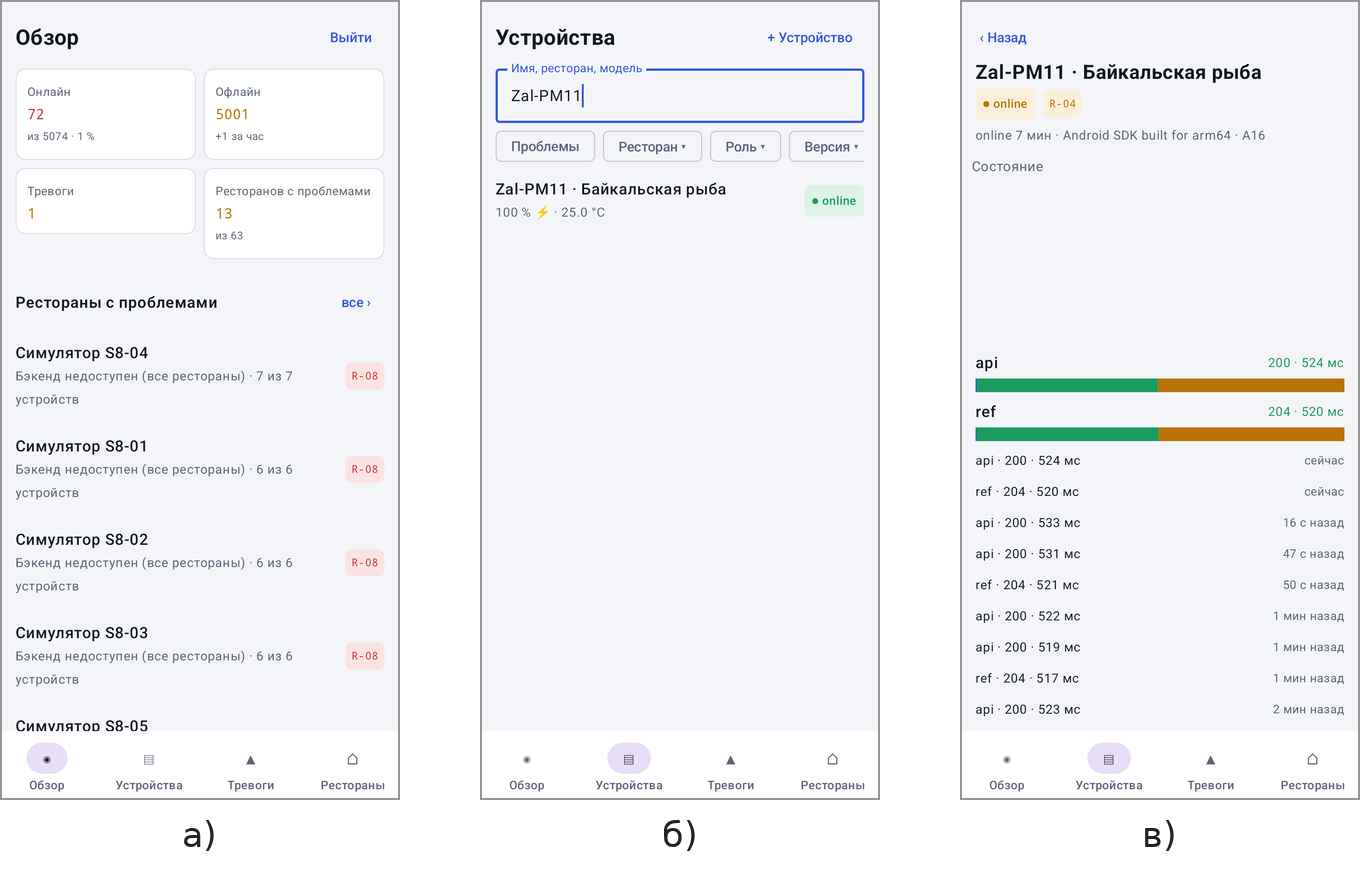 Обзор
Выйти
Онлайн
72
из 5074 · 1 %
Офлайн
5001
+1 за час
Тревоги
1
Ресторанов с проблемами
13
из 63
Рестораны с проблемами
все ›
Симулятор S8-04
Бэкенд недоступен (все рестораны) · 7 из 7
устройств
R-08
Симулятор S8-01
Бэкенд недоступен (все рестораны) · 6 из 6
устройств
R-08
Симулятор S8-02
Бэкенд недоступен (все рестораны) · 6 из 6
устройств
R-08
Симулятор S8-03
Бэкенд недоступен (все рестораны) · 6 из 6
устройств
R-08
Симулятор S8-05
Обзор
Устройства
Тревоги
Рестораны
а)
Устройства
+ Устройство
Имя, ресторан, модель
Zal-PM11
Проблемы
Ресторан ▾
Роль ▾
Версия ▾
Zal-PM11 · Байкальская рыба
100 % ⚡ · 25.0 °C
● online
Обзор
Устройства
Тревоги
Рестораны
б)
‹ Назад
Zal-PM11 · Байкальская рыба
● online
R-04
online 7 мин · Android SDK built for arm64 · A16
Состояние
api
200 · 524 мс
ref
204 · 520 мс
api · 200 · 524 мс
сейчас
ref · 204 · 520 мс
сейчас
api · 200 · 533 мс
16 с назад
api · 200 · 531 мс
47 с назад
ref · 204 · 521 мс
50 с назад
api · 200 · 522 мс
1 мин назад
api · 200 · 519 мс
1 мин назад
ref · 204 · 517 мс
1 мин назад
api · 200 · 523 мс
2 мин назад
Обзор
Устройства
Тревоги
Рестораны
в)